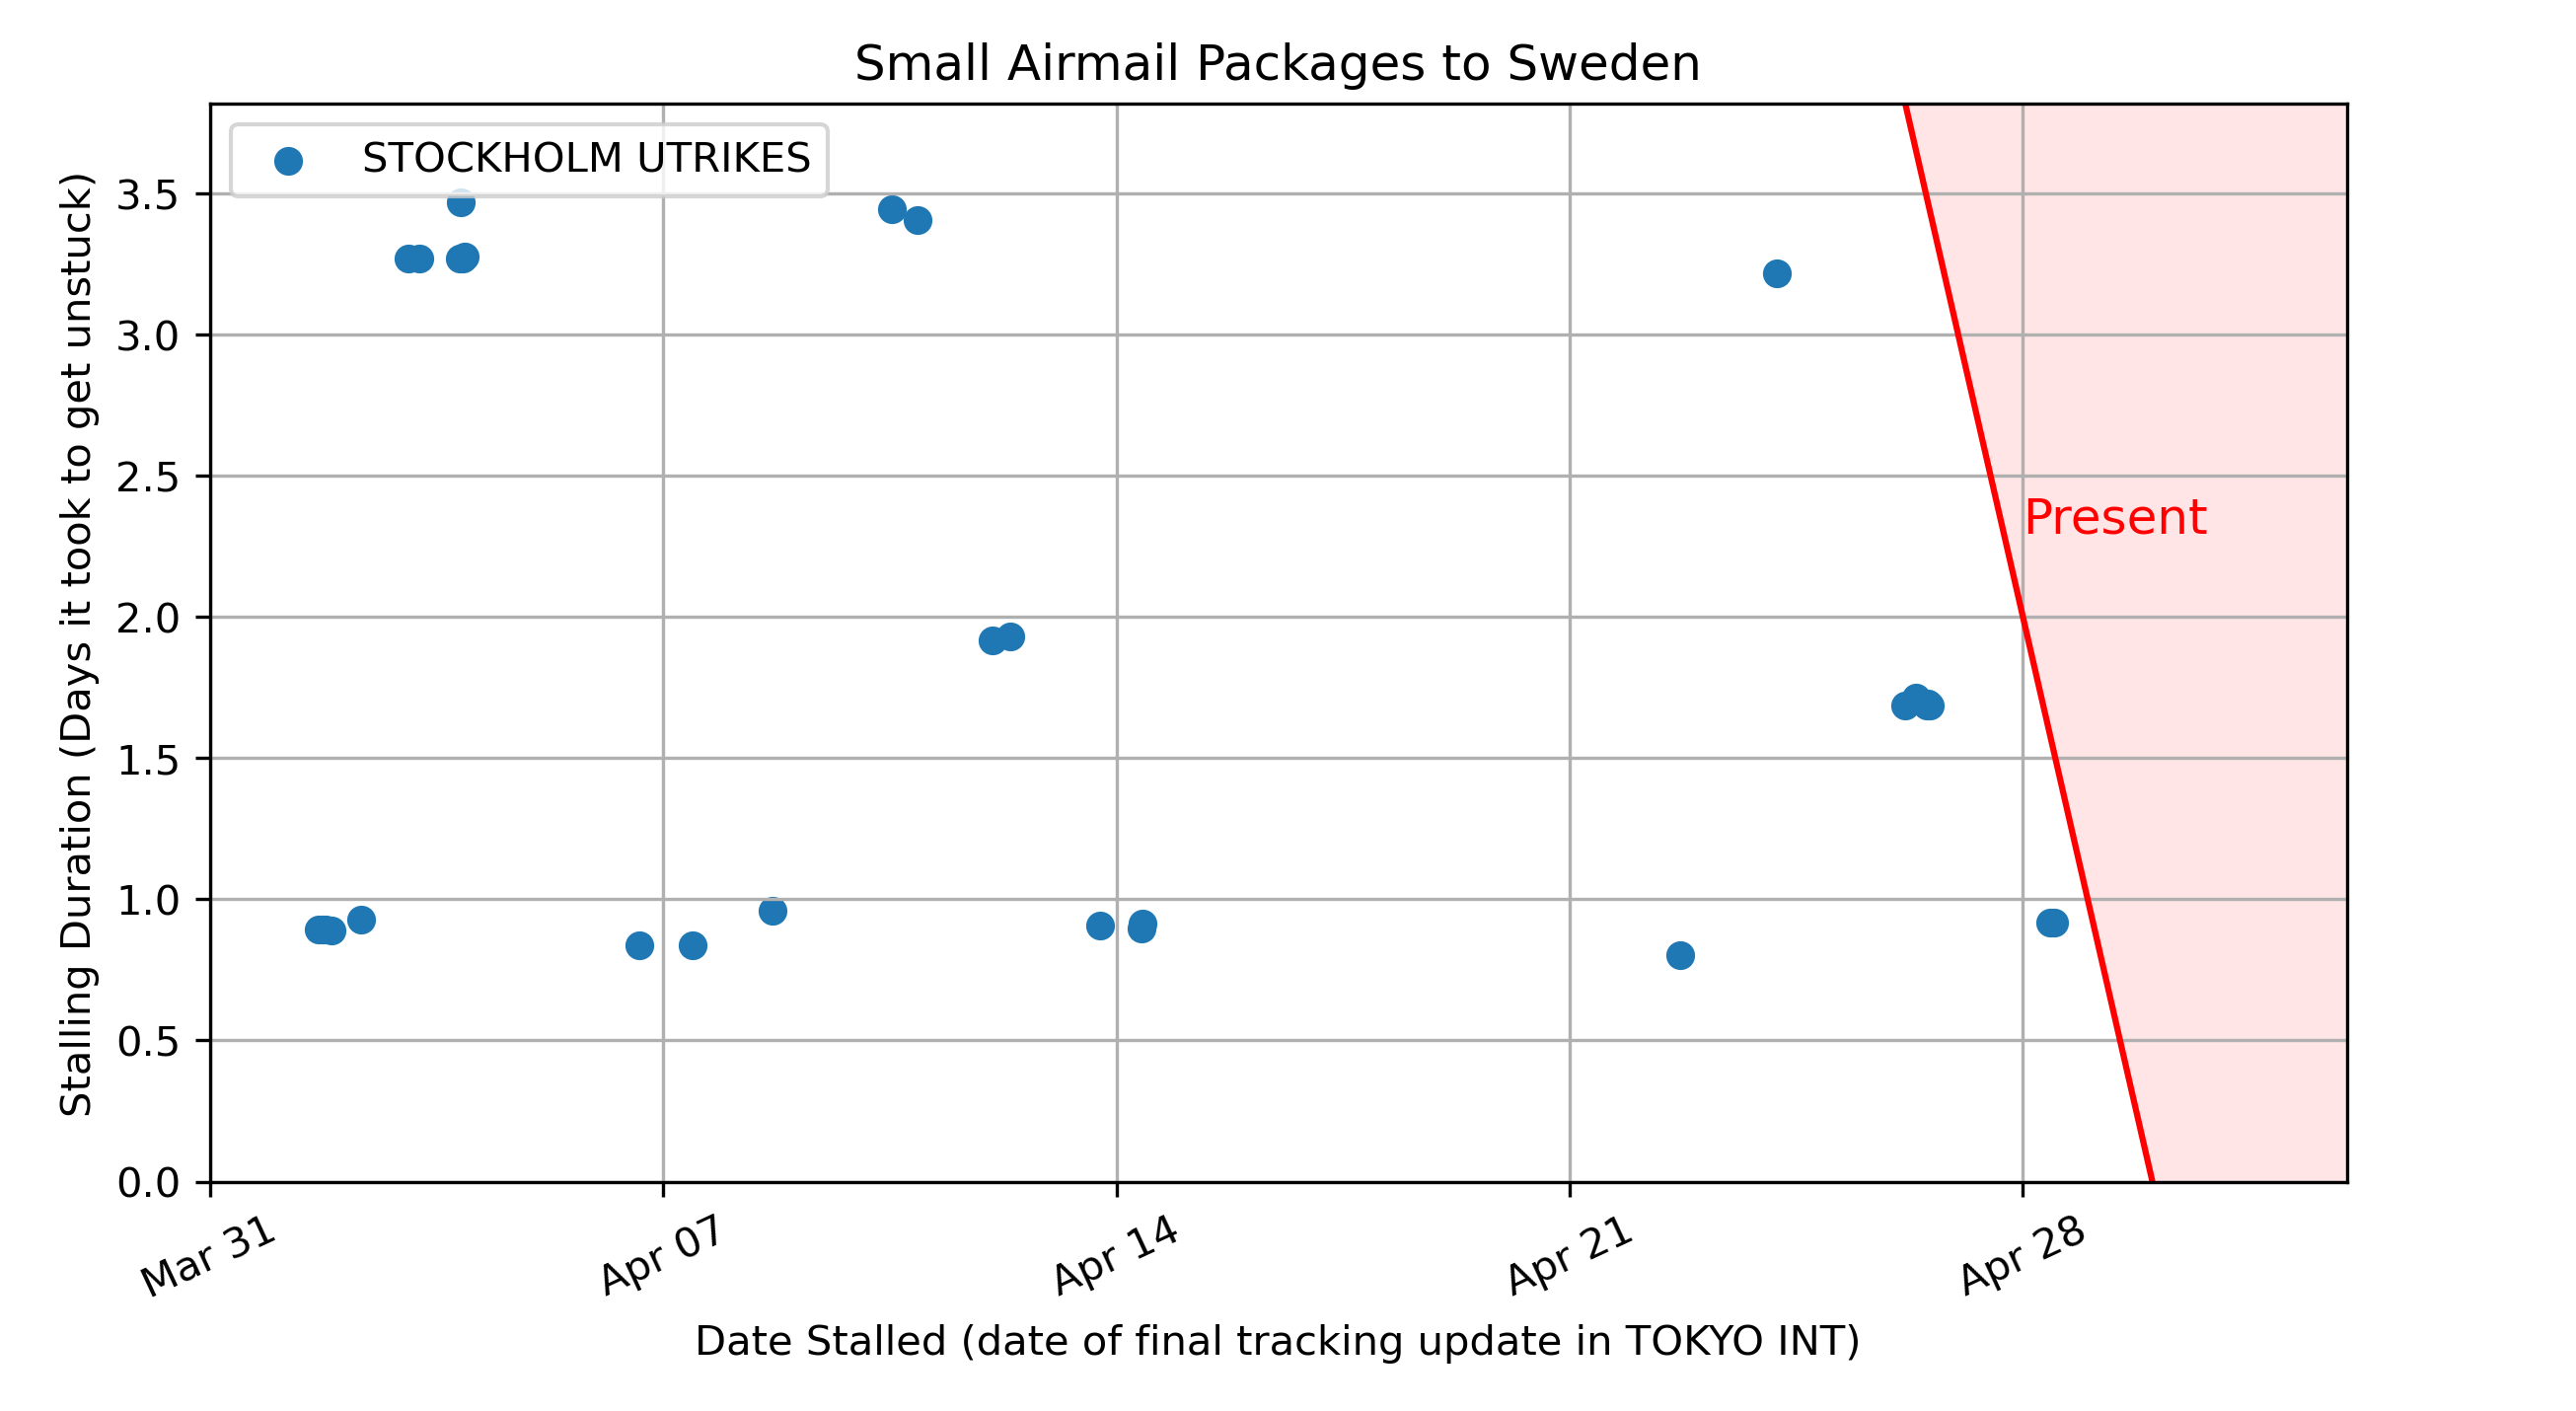 Small Airmail Packages to Sweden
STOCKHOLM UTRIKES
Stalling Duration (Days it took to get unstuck)
3.5
3.0
2.5
2.0
1.5
1.0
0.5
0.0
Present
Mar 31
Apr 07
Apr 14
Apr 21
Apr 28
Date Stalled (date of final tracking update in TOKYO INT)